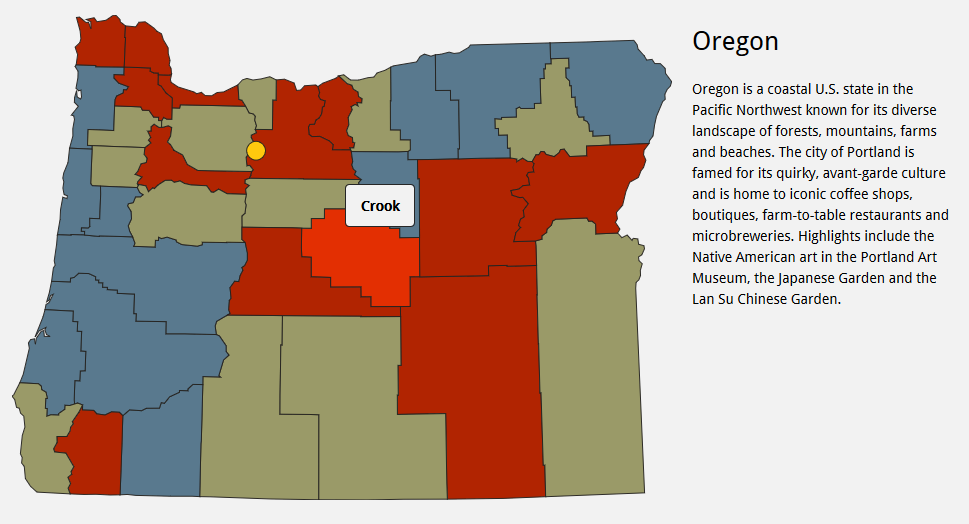 Oregon
Oregon is a coastal U.S. state in the
Pacific Northwest known for its diverse
landscape of forests, mountains, farms
and beaches. The city of Portland is
famed for its quirky, avant-garde culture
and is home to iconic coffee shops,
boutiques, farm-to-table restaurants and
microbreweries. Highlights include the
Native American art in the Portland Art
Museum, the Japanese Garden and the
Lan Su Chinese Garden.
Crook